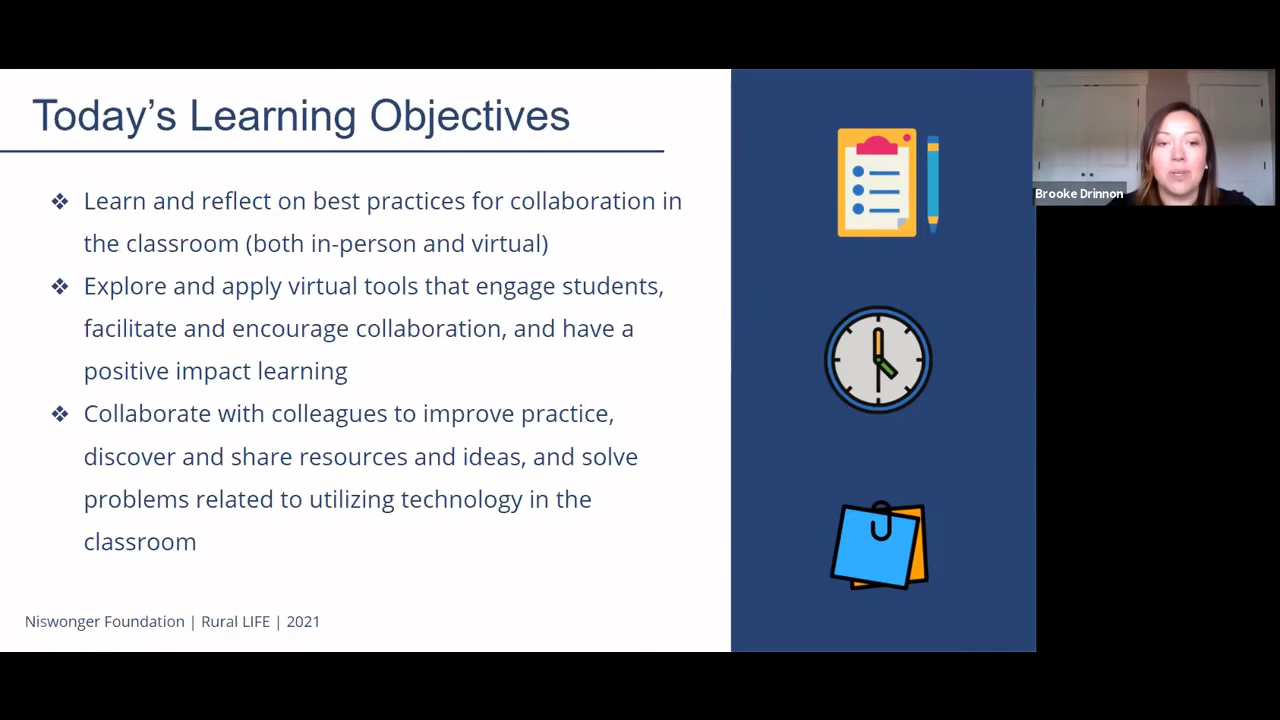 Today’s Learning Objectives
❖ Learn and reflect on best practices for collaboration in
the classroom (both in-person and virtual)
❖ Explore and apply virtual tools that engage students,
facilitate and encourage collaboration, and have a
positive impact learning
❖ Collaborate with colleagues to improve practice,
discover and share resources and ideas, and solve
problems related to utilizing technology in the
classroom
Niswonger Foundation | Rural LIFE | 2021
Brooke Drinnon